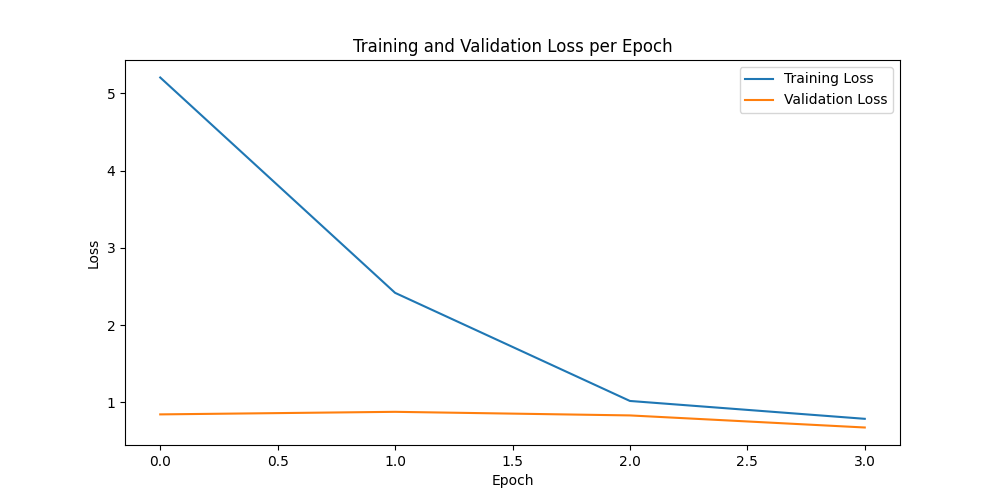 Training and Validation Loss per Epoch
Training Loss
Validation Loss
5
4
3
2
1
Loss
0.0 0.5 1.0 1.5 2.0 2.5 3.0
Epoch